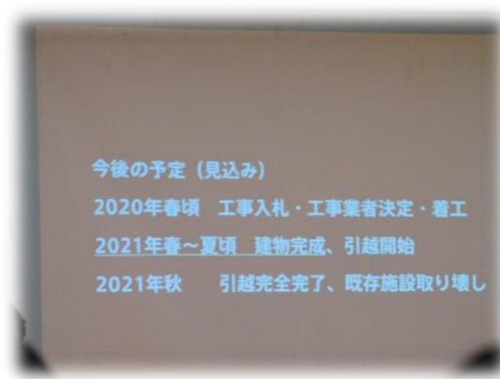 今後の予定（見込み）
2020年春頃　工事入札・工事業者決定・着工
2021年春～夏頃　建物完成、引越開始
2021年秋　　引越完全完了、既存施設取り壊し